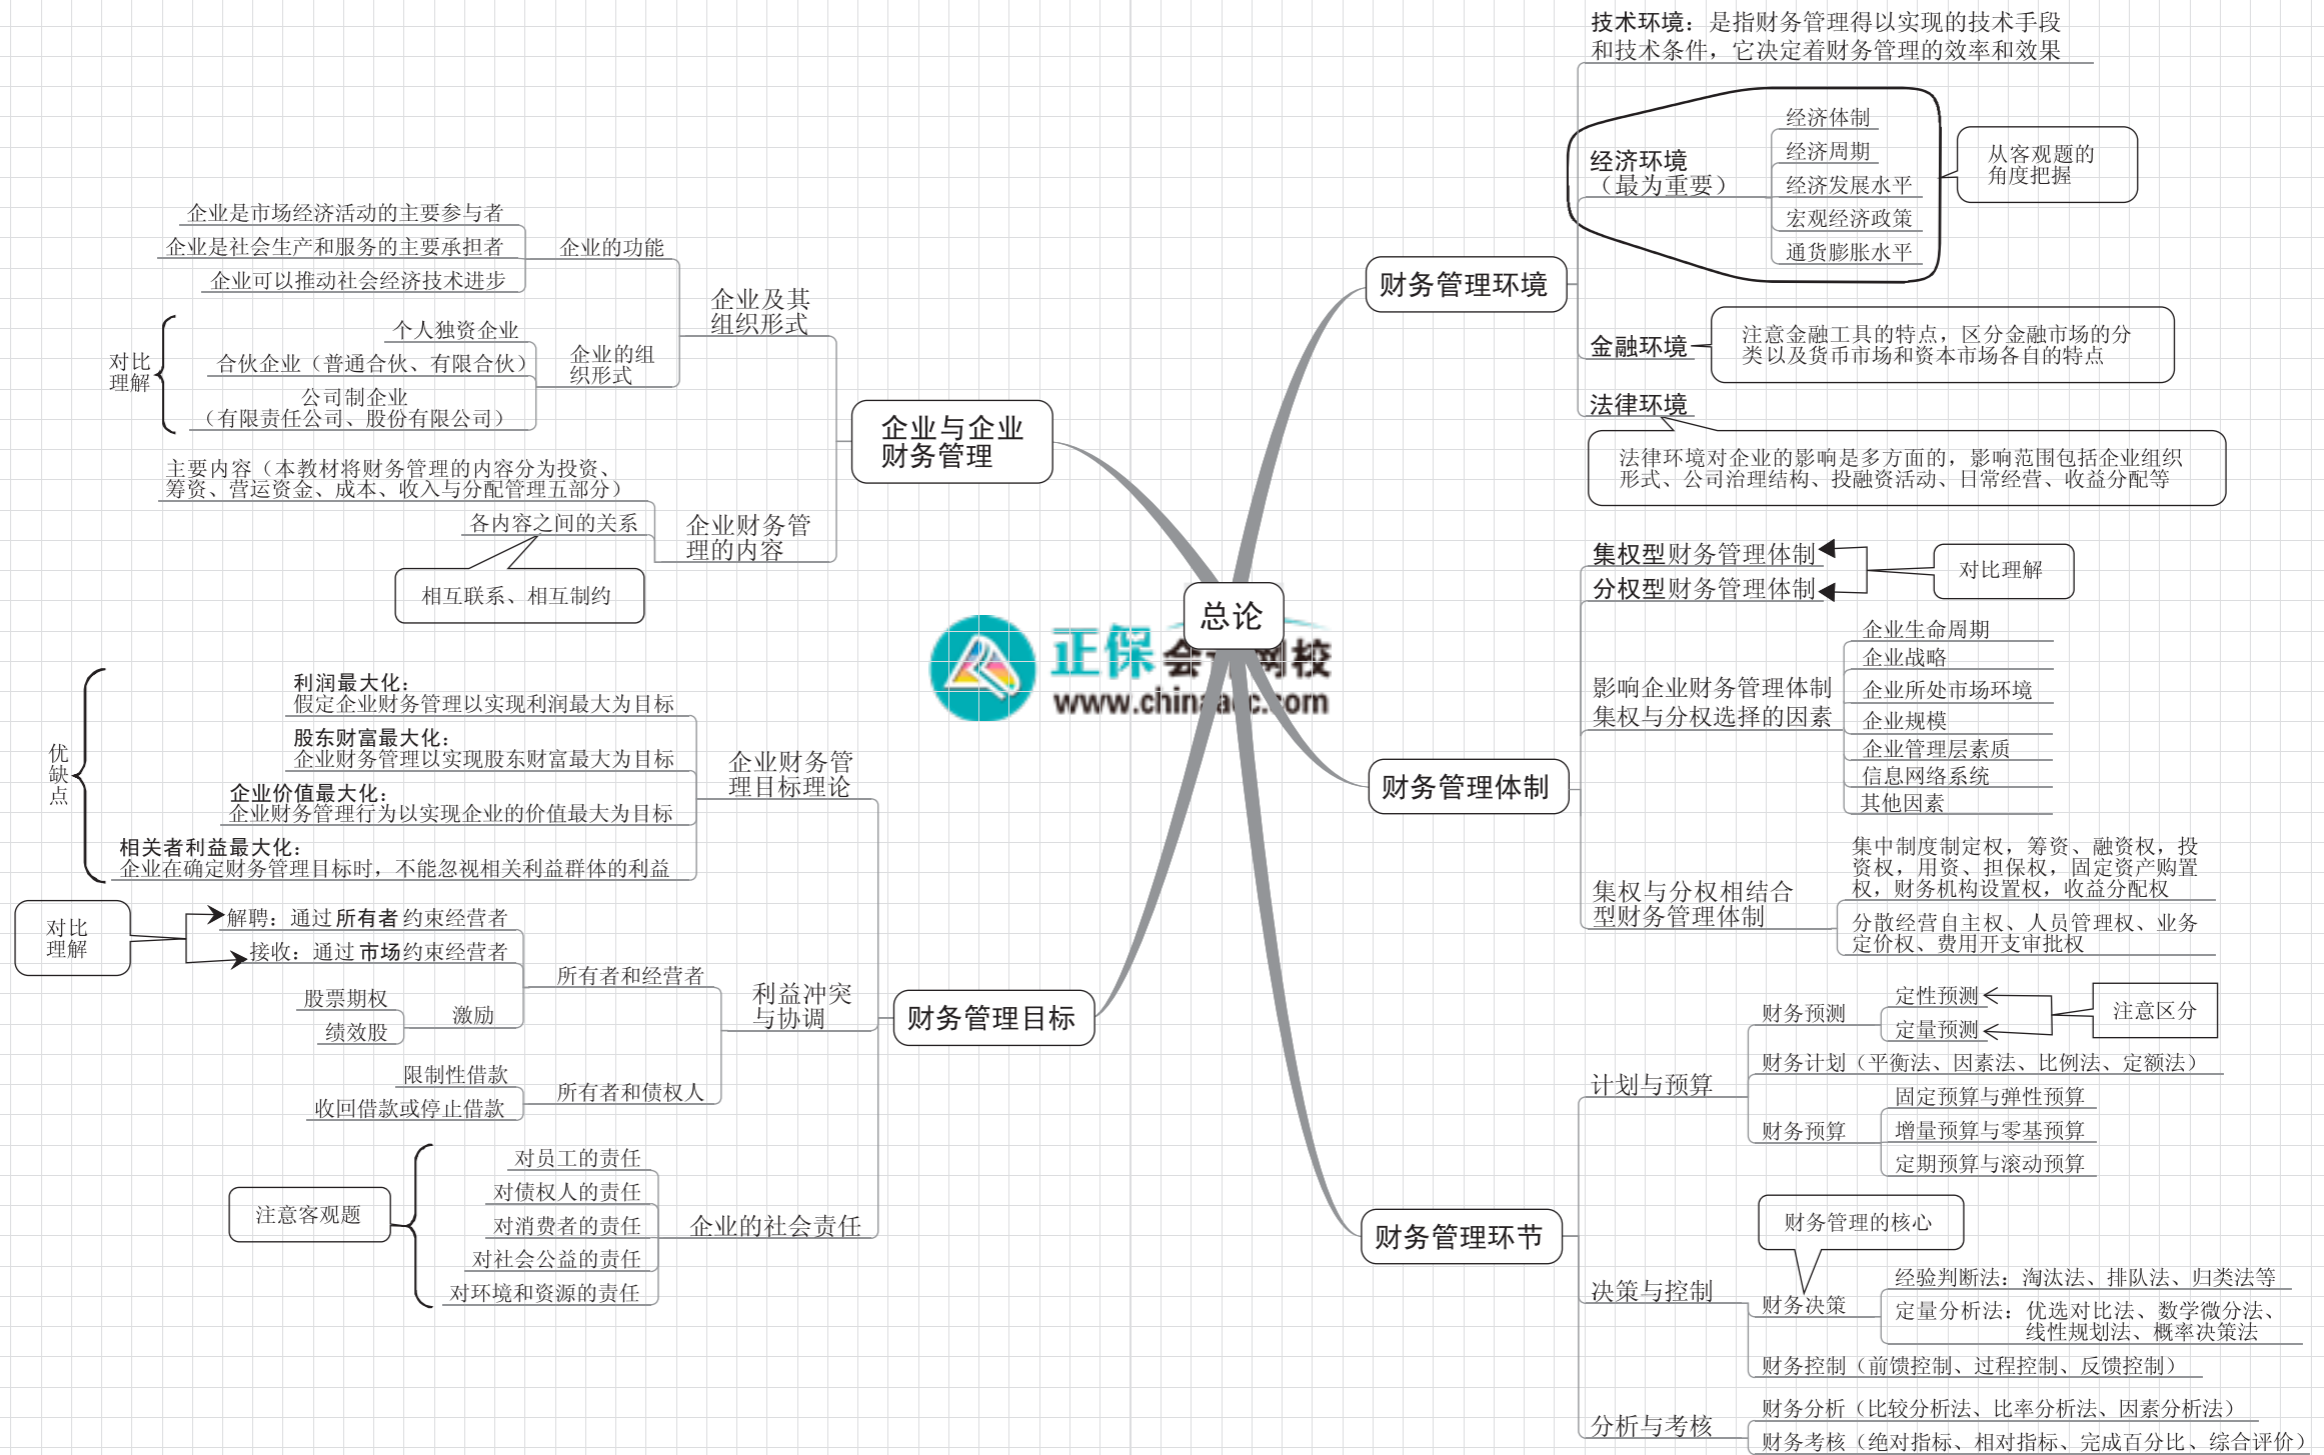 总论
正保会计网校
www.chinaacc.com
企业与企业
财务管理
企业及其
组织形式
企业的功能
企业是市场经济活动的主要参与者
企业是社会生产和服务的主要承担者
企业可以推动社会经济技术进步
企业的组
织形式
个人独资企业
合伙企业（普通合伙、有限合伙）
公司制企业
（有限责任公司、股份有限公司）
对比
理解
企业财务管
理的内容
主要内容（本教材将财务管理的内容分为投资、
筹资、营运资金、成本、收入与分配管理五部分）
各内容之间的关系
相互联系、相互制约
财务管理目标
企业财务管
理目标理论
利润最大化：
假定企业财务管理以实现利润最大为目标
股东财富最大化：
企业财务管理以实现股东财富最大为目标
企业价值最大化：
企业财务管理行为以实现企业的价值最大为目标
相关者利益最大化：
企业在确定财务管理目标时，不能忽视相关利益群体的利益
优
缺
点
利益冲突
与协调
所有者和经营者
解聘：通过所有者约束经营者
接收：通过市场约束经营者
对比
理解
激励
股票期权
绩效股
所有者和债权人
限制性借款
收回借款或停止借款
企业的社会责任
对员工的责任
对债权人的责任
对消费者的责任
对社会公益的责任
对环境和资源的责任
注意客观题
财务管理环境
技术环境：是指财务管理得以实现的技术手段
和技术条件，它决定着财务管理的效率和效果
经济环境
（最为重要）
经济体制
经济周期
经济发展水平
宏观经济政策
通货膨胀水平
从客观题的
角度把握
金融环境
注意金融工具的特点，区分金融市场的分
类以及货币市场和资本市场各自的特点
法律环境
法律环境对企业的影响是多方面的，影响范围包括企业组织
形式、公司治理结构、投融资活动、日常经营、收益分配等
财务管理体制
集权型财务管理体制
分权型财务管理体制
对比理解
影响企业财务管理体制
集权与分权选择的因素
企业生命周期
企业战略
企业所处市场环境
企业规模
企业管理层素质
信息网络系统
其他因素
集权与分权相结合
型财务管理体制
集中制度制定权，筹资、融资权，投
资权，用资、担保权，固定资产购置
权，财务机构设置权，收益分配权
分散经营自主权、人员管理权、业务
定价权、费用开支审批权
财务管理环节
计划与预算
财务预测
定性预测
定量预测
注意区分
财务计划（平衡法、因素法、比例法、定额法）
财务预算
固定预算与弹性预算
增量预算与零基预算
定期预算与滚动预算
决策与控制
财务管理的核心
财务决策
经验判断法：淘汰法、排队法、归类法等
定量分析法：优选对比法、数学微分法、
线性规划法、概率决策法
财务控制（前馈控制、过程控制、反馈控制）
分析与考核
财务分析（比较分析法、比率分析法、因素分析法）
财务考核（绝对指标、相对指标、完成百分比、综合评价）